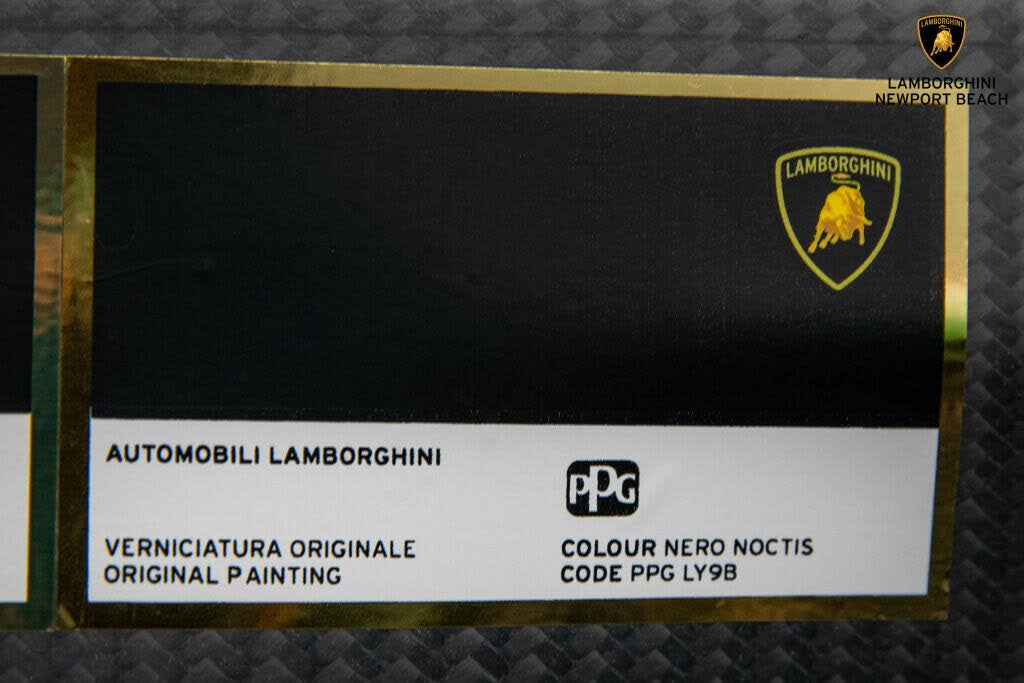 LAMBORGHINI
LAMBORGHINI
NEWPORT BEACH
LAMBORGHINI
AUTOMOBILI LAMBORGHINI
PPG
VERNICIATURA ORIGINALE
ORIGINAL PAINTING
COLOUR NERO NOCTIS
CODE PPG LY9B